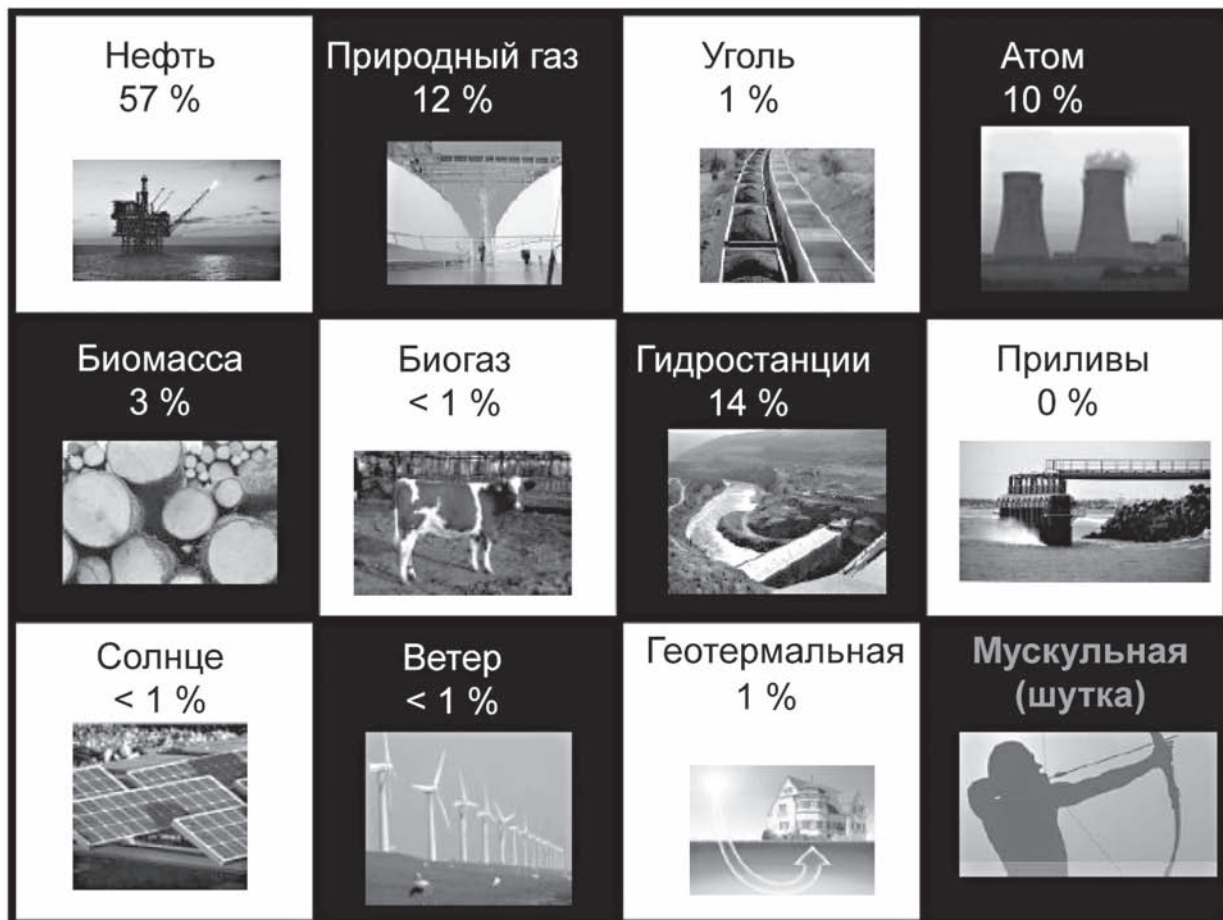 Нефть
57 %
Природный газ
12 %
Уголь
1 %
Атом
10 %
Биомасса
3 %
Биогаз
< 1 %
Гидростанции
14 %
Приливы
0 %
Солнце
< 1 %
Ветер
< 1 %
Геотермальная
1 %
Мускульная
(шутка)